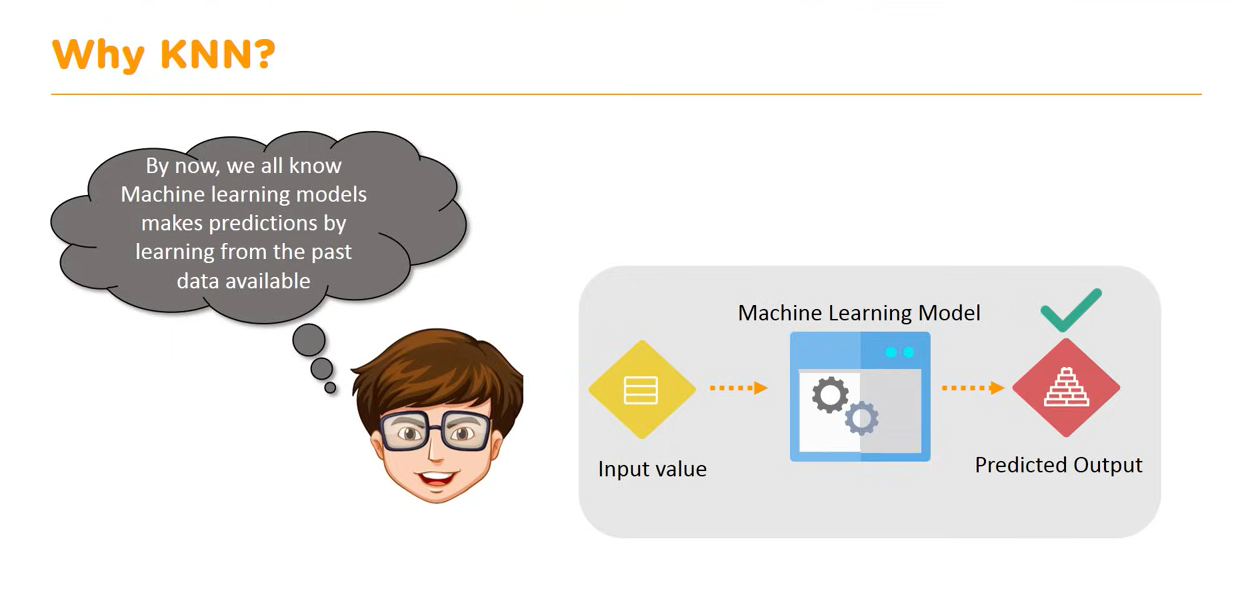 Why KNN?
By now, we all know
Machine learning models
makes predictions by
learning from the past
data available
Machine Learning Model
Input value
Predicted Output